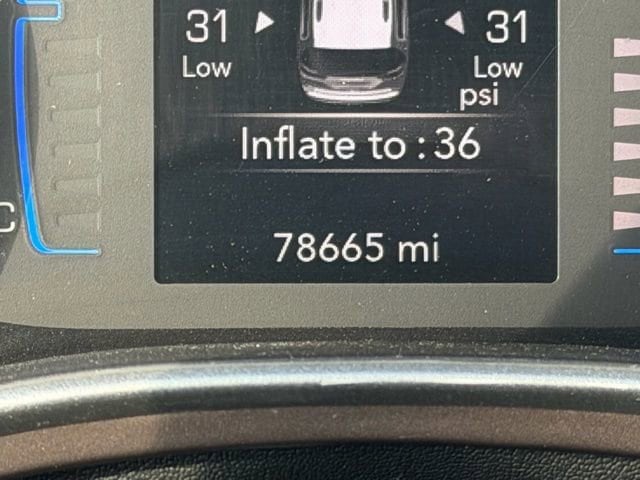 31 31
Low Low
psi
Inflate to : 36
78665 mi
C